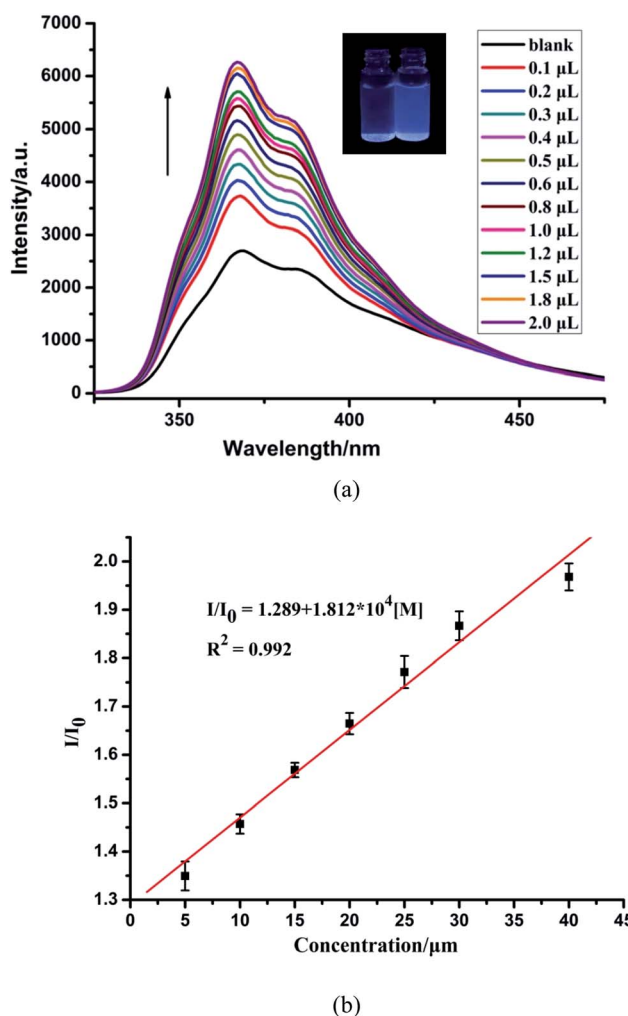 7000
6000
5000
4000
3000
2000
1000
0
Intensity/a.u.
350
400
450
Wavelength/nm
blank
0.1 μL
0.2 μL
0.3 μL
0.4 μL
0.5 μL
0.6 μL
0.8 μL
1.0 μL
1.2 μL
1.5 μL
1.8 μL
2.0 μL
(a)
2.0
1.9
1.8
1.7
1.6
1.5
1.4
1.3
I/I0
I/I0 = 1.289+1.812*10^4[M]
R^2 = 0.992
0 5 10 15 20 25 30 35 40 45
Concentration/μm
(b)